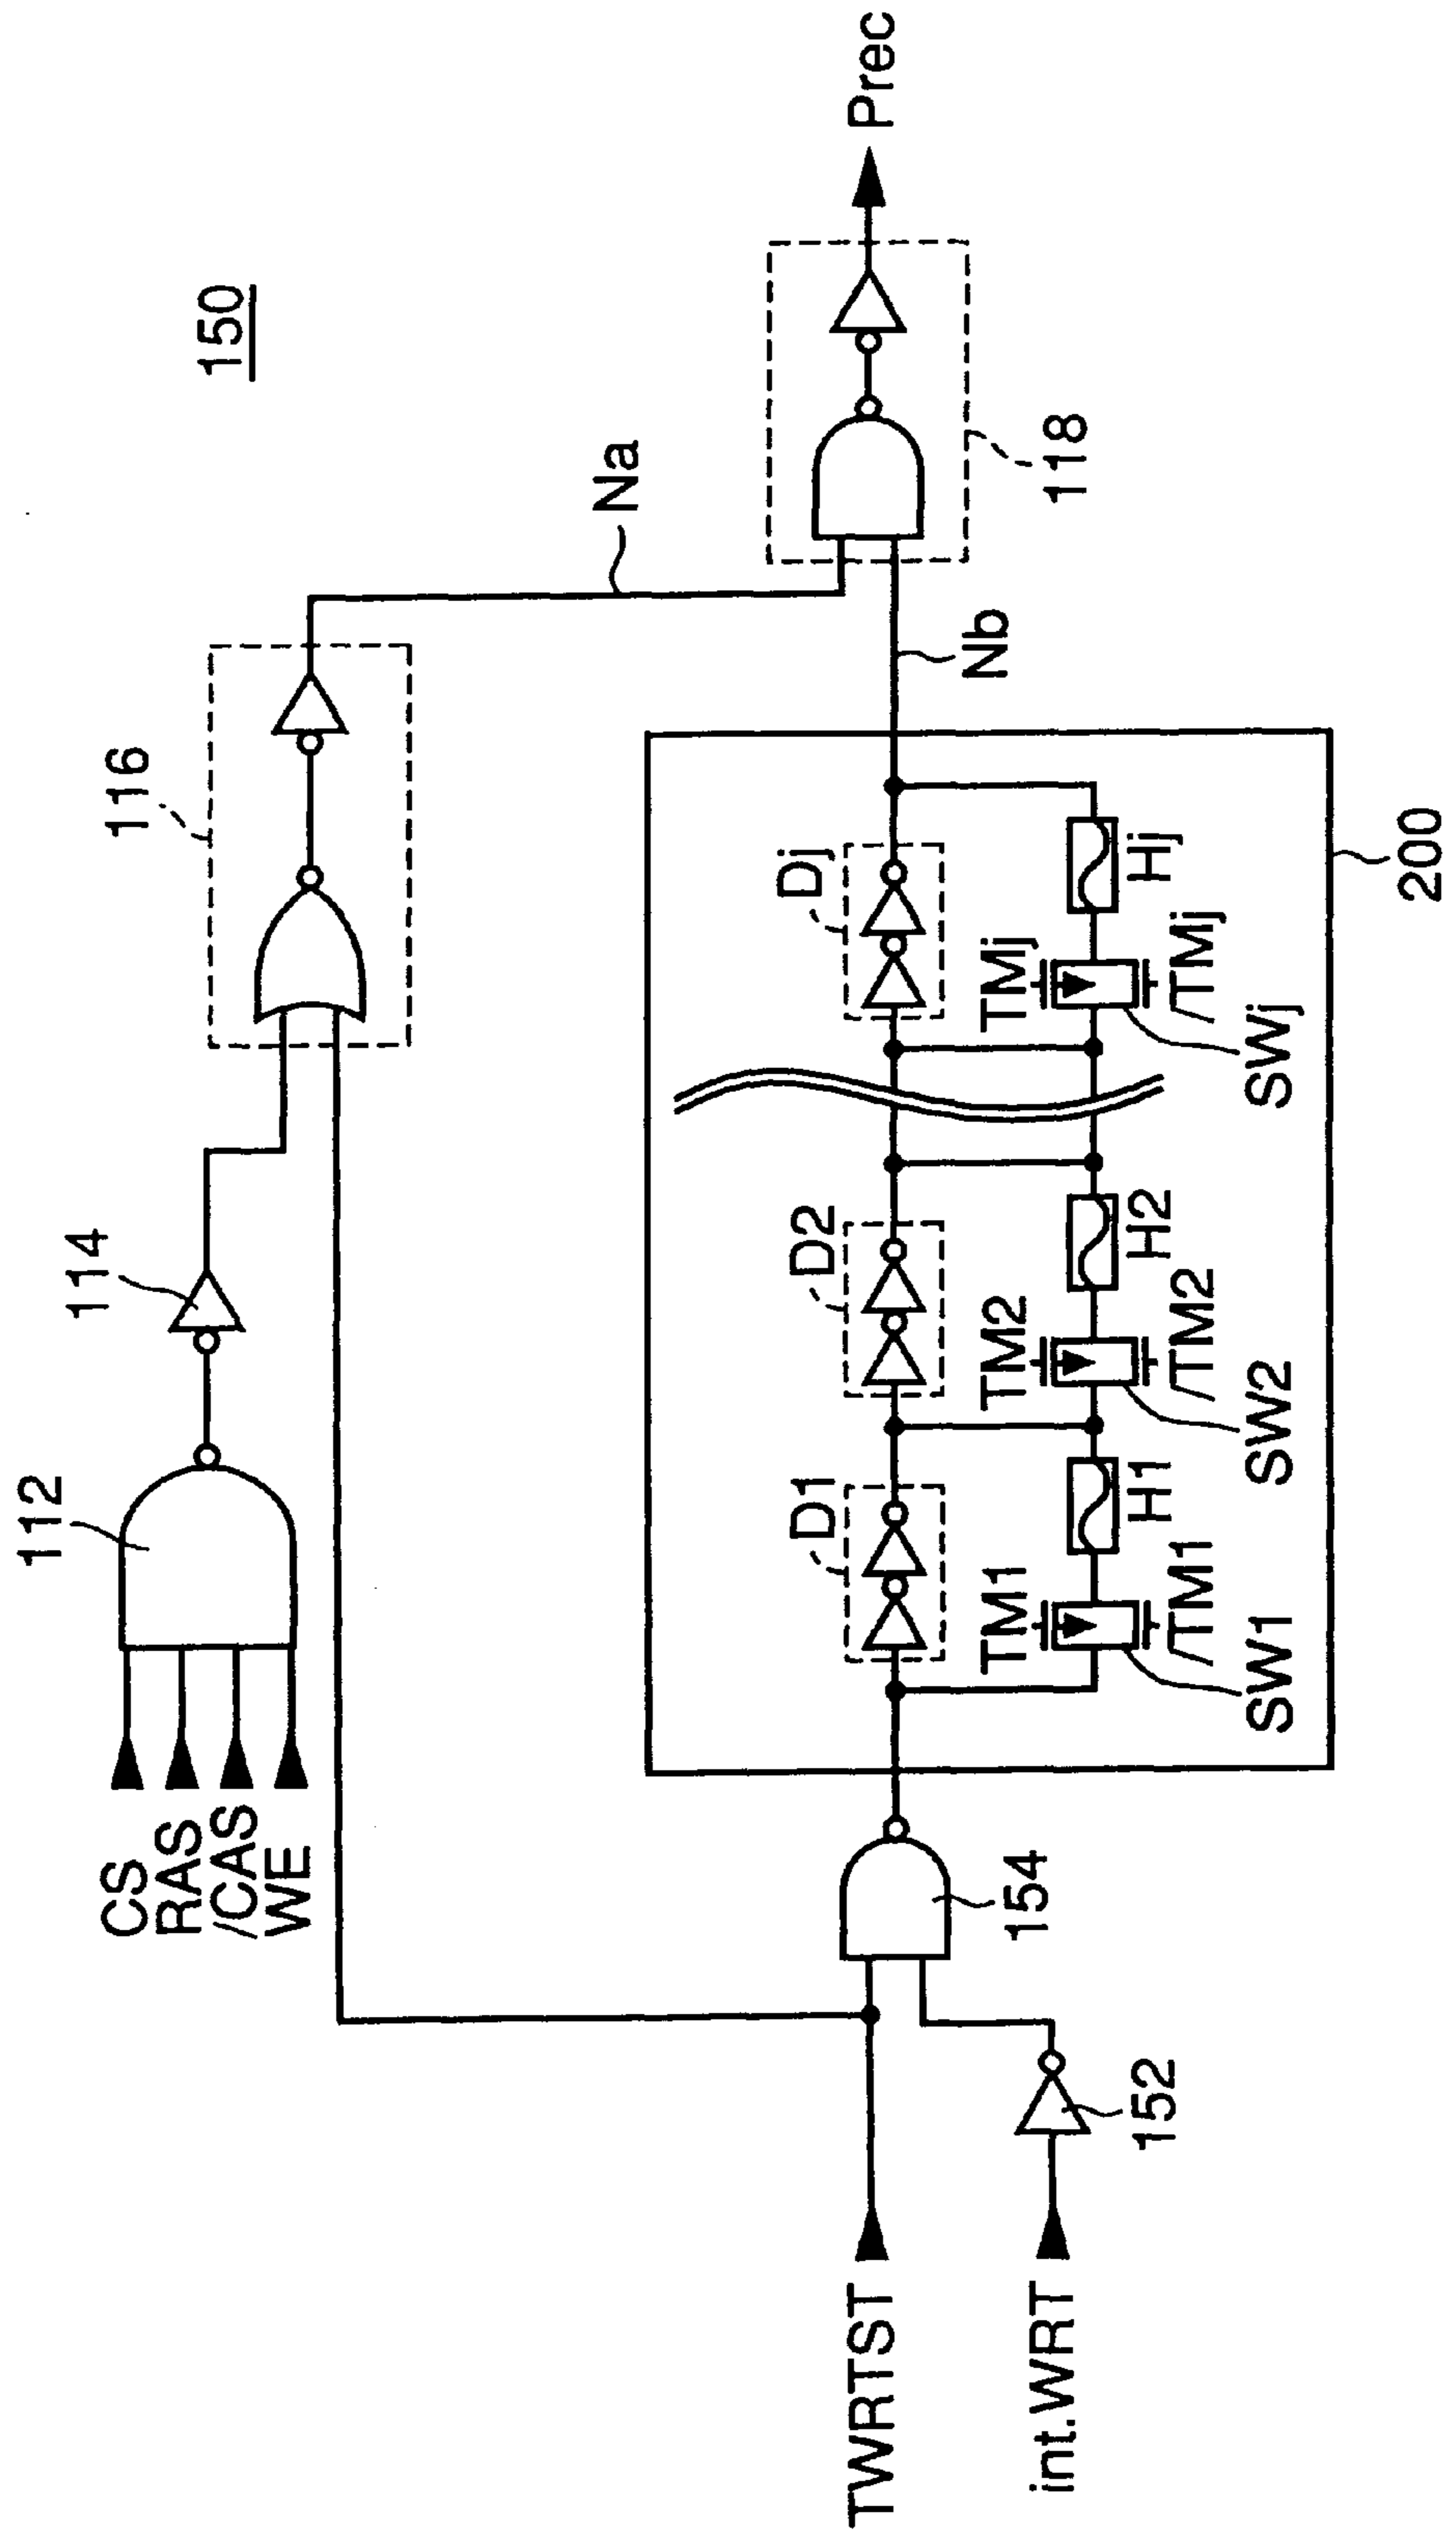 150
112
114
116
CS
RAS
/CAS
WE
Na
Prec
118
Nb
TWRTST
int.WRT
152
154
D1
D2
Dj
TM1
TM2
TMj
H1
H2
Hj
/TM1
/TM2
/TMj
SW1
SW2
SWj
200